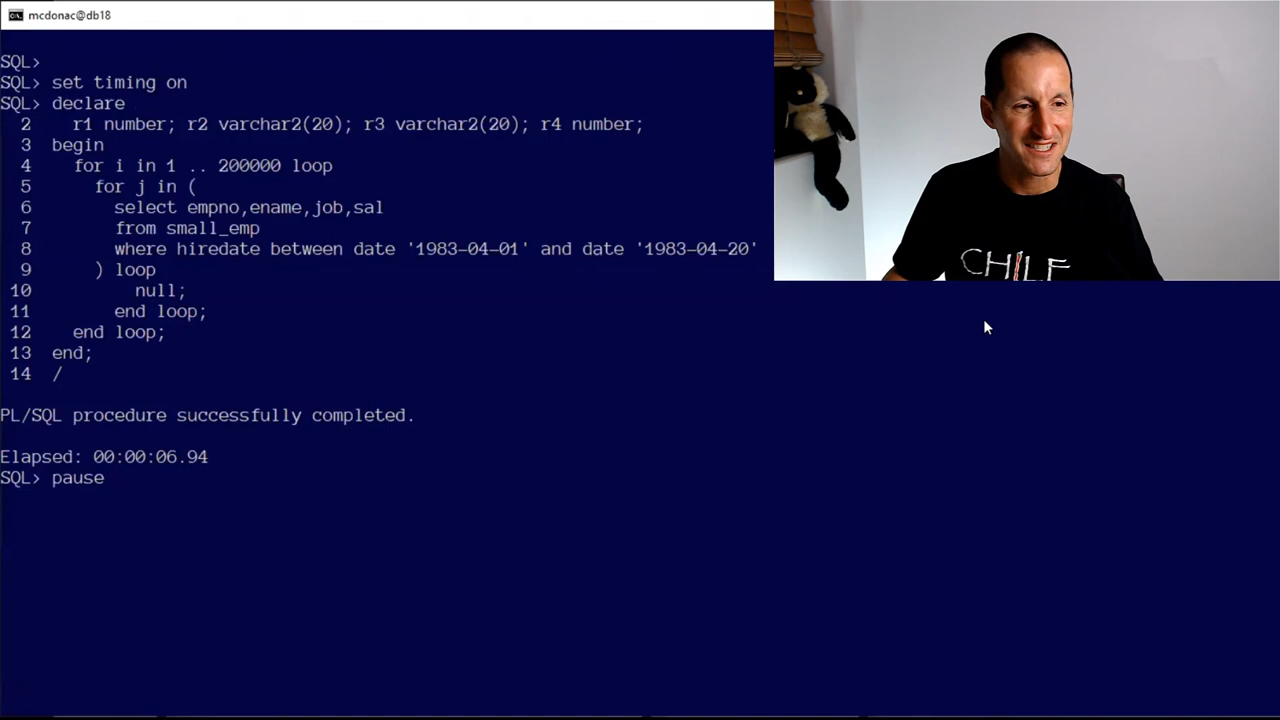 mcdonac@db18
SQL>
SQL> set timing on
SQL> declare
2 r1 number; r2 varchar2(20); r3 varchar2(20); r4 number;
3 begin
4 for i in 1 .. 200000 loop
5 for j in (
6 select empno,ename,job,sal
7 from small_emp
8 where hiredate between date '1983-04-01' and date '1983-04-20'
9 ) loop
10 null;
11 end loop;
12 end loop;
13 end;
14 /
PL/SQL procedure successfully completed.
Elapsed: 00:00:06.94
SQL> pause
CHILE